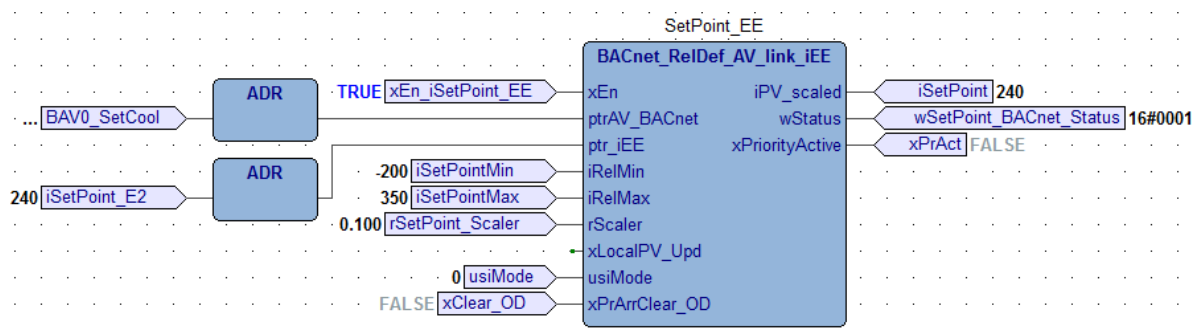 SetPoint_EE
BACnet_RelDef_AV_link_iEE
ADR
TRUE xEn_iSetPoint_EE xEn iPV_scaled iSetPoint 240
... BAV0_SetCool ptrAV_BACnet wStatus wSetPoint_BACnet_Status 16#0001
ptr_iEE xPriorityActive xPrAct FALSE
ADR
-200 iSetPointMin iRelMin
240 iSetPoint_E2
350 iSetPointMax iRelMax
0.100 rSetPoint_Scaler rScaler
xLocalPV_Upd
0 usiMode usiMode
FALSE xClear_OD xPrArrClear_OD